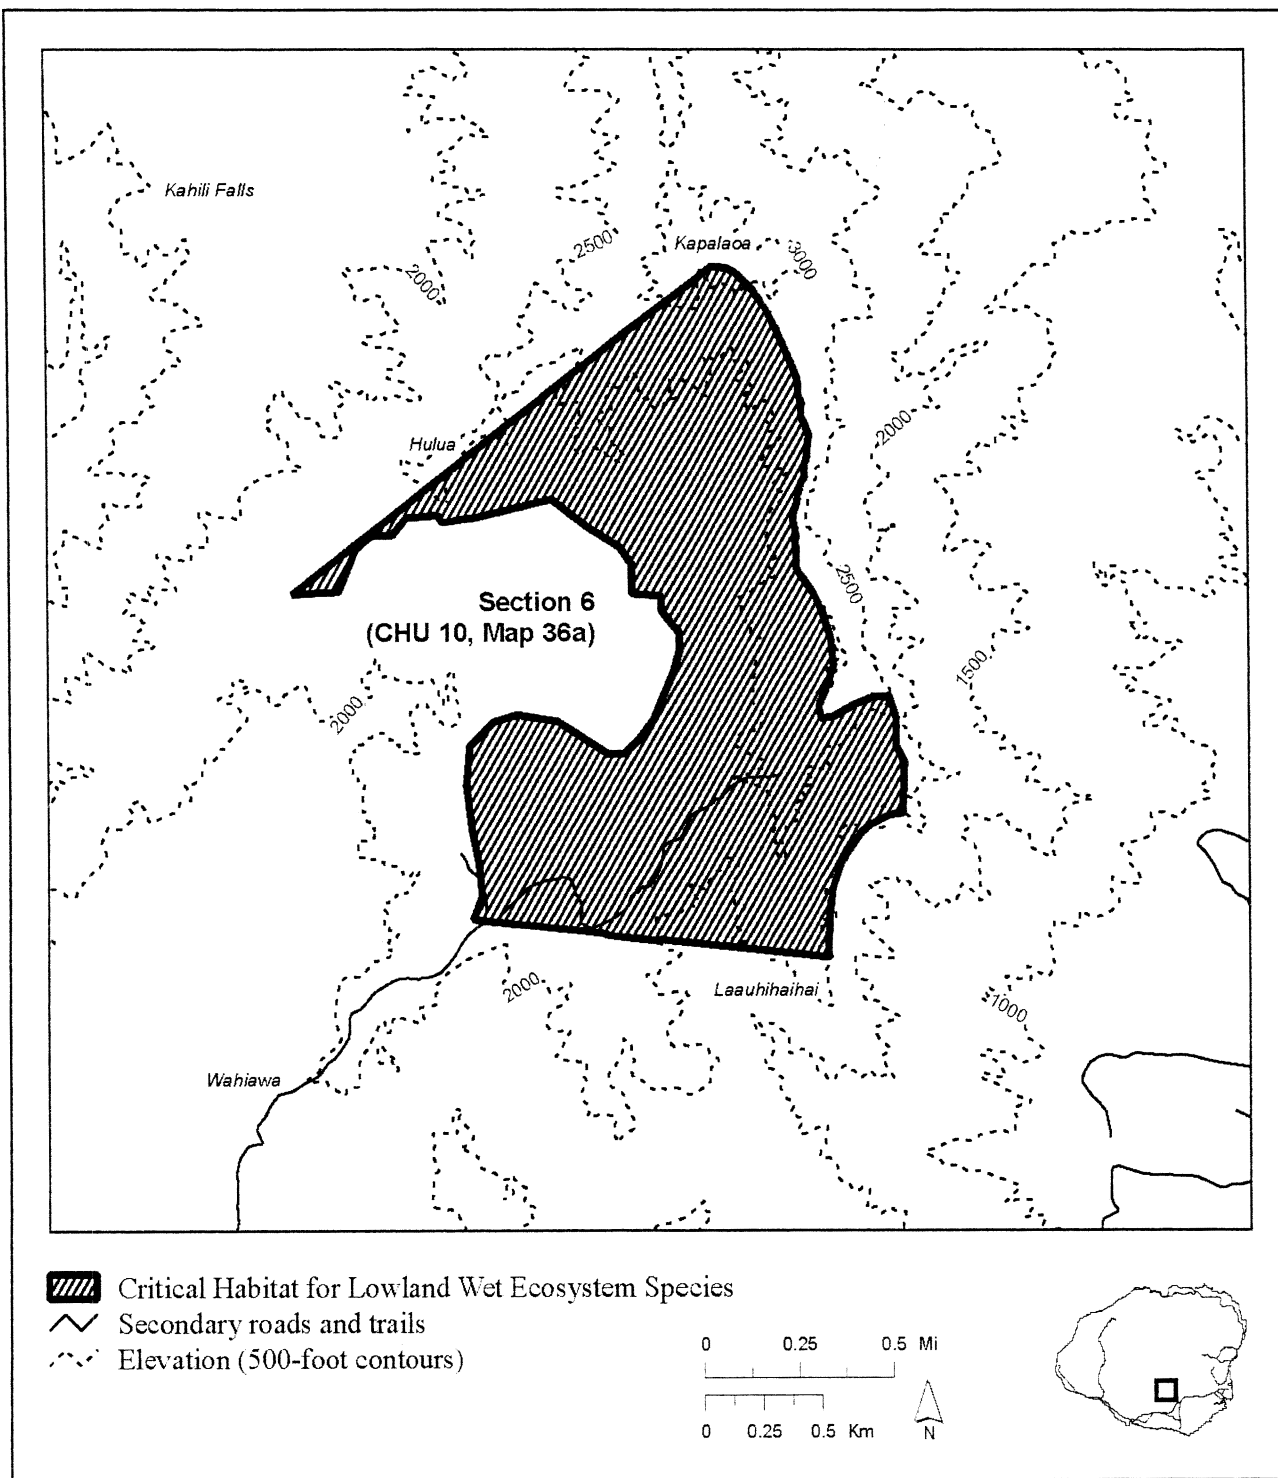 Kahili Falls
Kapalaoa
2500
3000
2000
2000
Hulua
2500
Section 6
(CHU 10, Map 36a)
1500
2000
2000
Laauhihaihai
1000
Wahiawa
Critical Habitat for Lowland Wet Ecosystem Species
Secondary roads and trails
Elevation (500-foot contours)
0 0.25 0.5 Mi
0 0.25 0.5 Km
N